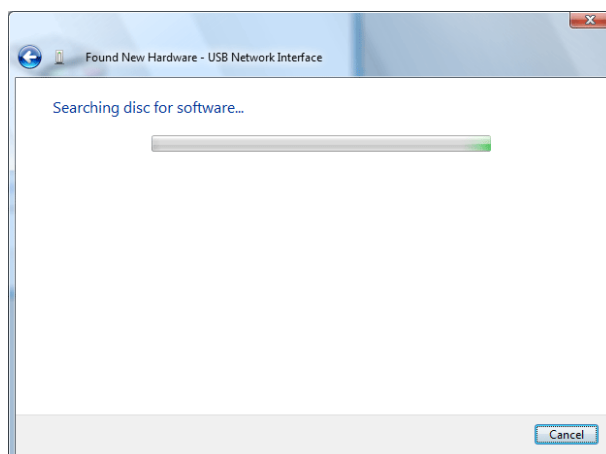 Found New Hardware - USB Network Interface
Searching disc for software...
Cancel